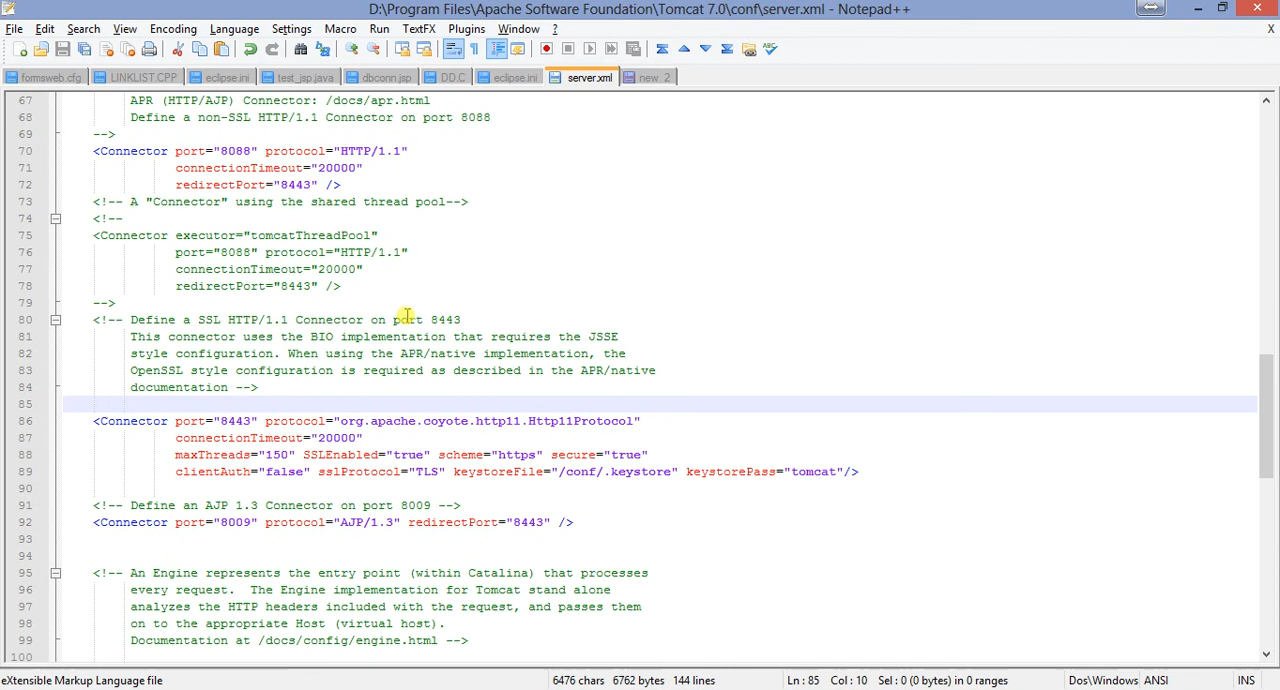 D:\Program Files\Apache Software Foundation\Tomcat 7.0\conf\server.xml - Notepad++
File Edit Search View Encoding Language Settings Macro Run TextFX Plugins Window ? X
formsweb.cfg LINKLIST.CPP eclipse.ini test_jsp.java dbconn.jsp DD.C eclipse.ini server.xml new 2
67 APR (HTTP/AJP) Connector: /docs/apr.html
68 Define a non-SSL HTTP/1.1 Connector on port 8088
69 -->
70 <Connector port="8088" protocol="HTTP/1.1"
71 connectionTimeout="20000"
72 redirectPort="8443" />
73 <!-- A "Connector" using the shared thread pool-->
74 <!--
75 <Connector executor="tomcatThreadPool"
76 port="8088" protocol="HTTP/1.1"
77 connectionTimeout="20000"
78 redirectPort="8443" />
79 -->
80 <!-- Define a SSL HTTP/1.1 Connector on port 8443
81 This connector uses the BIO implementation that requires the JSSE
82 style configuration. When using the APR/native implementation, the
83 OpenSSL style configuration is required as described in the APR/native
84 documentation -->
85
86 <Connector port="8443" protocol="org.apache.coyote.http11.Http11Protocol"
87 connectionTimeout="20000"
88 maxThreads="150" SSLEnabled="true" scheme="https" secure="true"
89 clientAuth="false" sslProtocol="TLS" keystoreFile="/conf/.keystore" keystorePass="tomcat"/>
90
91 <!-- Define an AJP 1.3 Connector on port 8009 -->
92 <Connector port="8009" protocol="AJP/1.3" redirectPort="8443" />
93
94
95 <!-- An Engine represents the entry point (within Catalina) that processes
96 every request. The Engine implementation for Tomcat stand alone
97 analyzes the HTTP headers included with the request, and passes them
98 on to the appropriate Host (virtual host).
99 Documentation at /docs/config/engine.html -->
100
eXtensible Markup Language file 6476 chars 6762 bytes 144 lines Ln : 85 Col : 10 Sel : 0 (0 bytes) in 0 ranges Dos\Windows ANSI INS